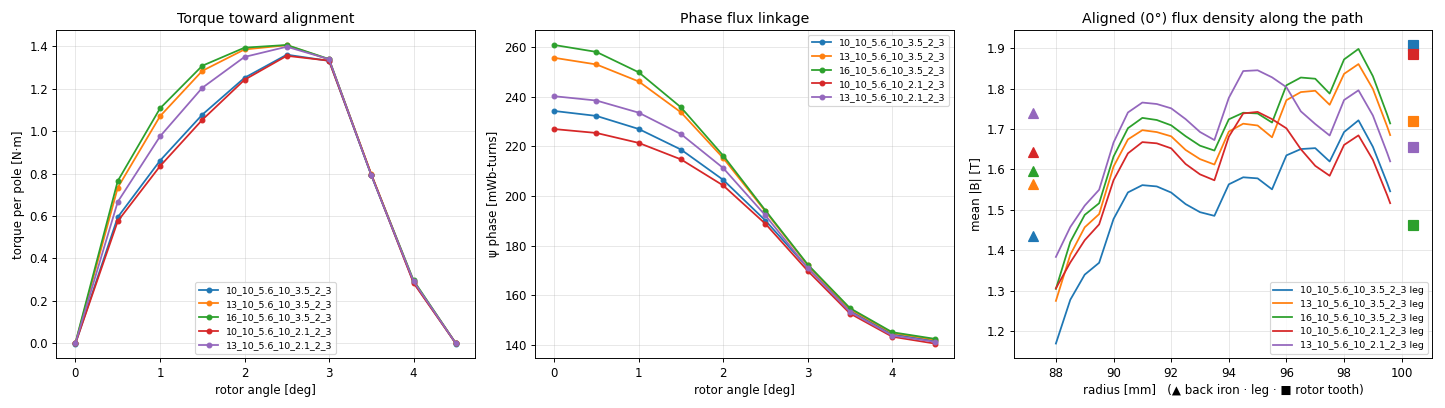 Torque toward alignment
torque per pole [N·m]
1.4
1.2
1.0
0.8
0.6
0.4
0.2
0.0
10_10_5.6_10_3.5_2_3
13_10_5.6_10_3.5_2_3
16_10_5.6_10_3.5_2_3
10_10_5.6_10_2.1_2_3
13_10_5.6_10_2.1_2_3
0 1 2 3 4
rotor angle [deg]
Phase flux linkage
ψ phase [mWb-turns]
260
240
220
200
180
160
140
10_10_5.6_10_3.5_2_3
13_10_5.6_10_3.5_2_3
16_10_5.6_10_3.5_2_3
10_10_5.6_10_2.1_2_3
13_10_5.6_10_2.1_2_3
0 1 2 3 4
rotor angle [deg]
Aligned (0°) flux density along the path
mean |B| [T]
1.9
1.8
1.7
1.6
1.5
1.4
1.3
1.2
10_10_5.6_10_3.5_2_3 leg
13_10_5.6_10_3.5_2_3 leg
16_10_5.6_10_3.5_2_3 leg
10_10_5.6_10_2.1_2_3 leg
13_10_5.6_10_2.1_2_3 leg
88 90 92 94 96 98 100
radius [mm] (▲ back iron · leg · ■ rotor tooth)